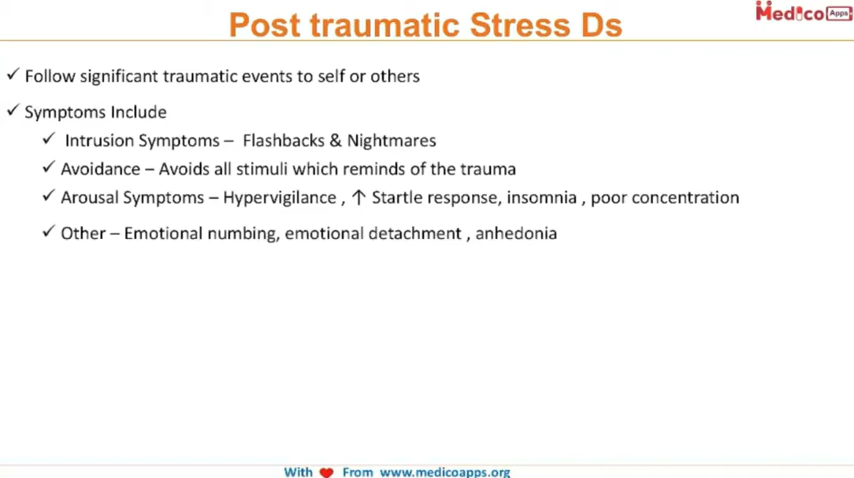 Post traumatic Stress Ds
Medico Apps
✓ Follow significant traumatic events to self or others
✓ Symptoms Include
✓ Intrusion Symptoms – Flashbacks & Nightmares
✓ Avoidance – Avoids all stimuli which reminds of the trauma
✓ Arousal Symptoms – Hypervigilance , ↑ Startle response, insomnia , poor concentration
✓ Other – Emotional numbing, emotional detachment , anhedonia
With ❤ From www.medicoapps.org